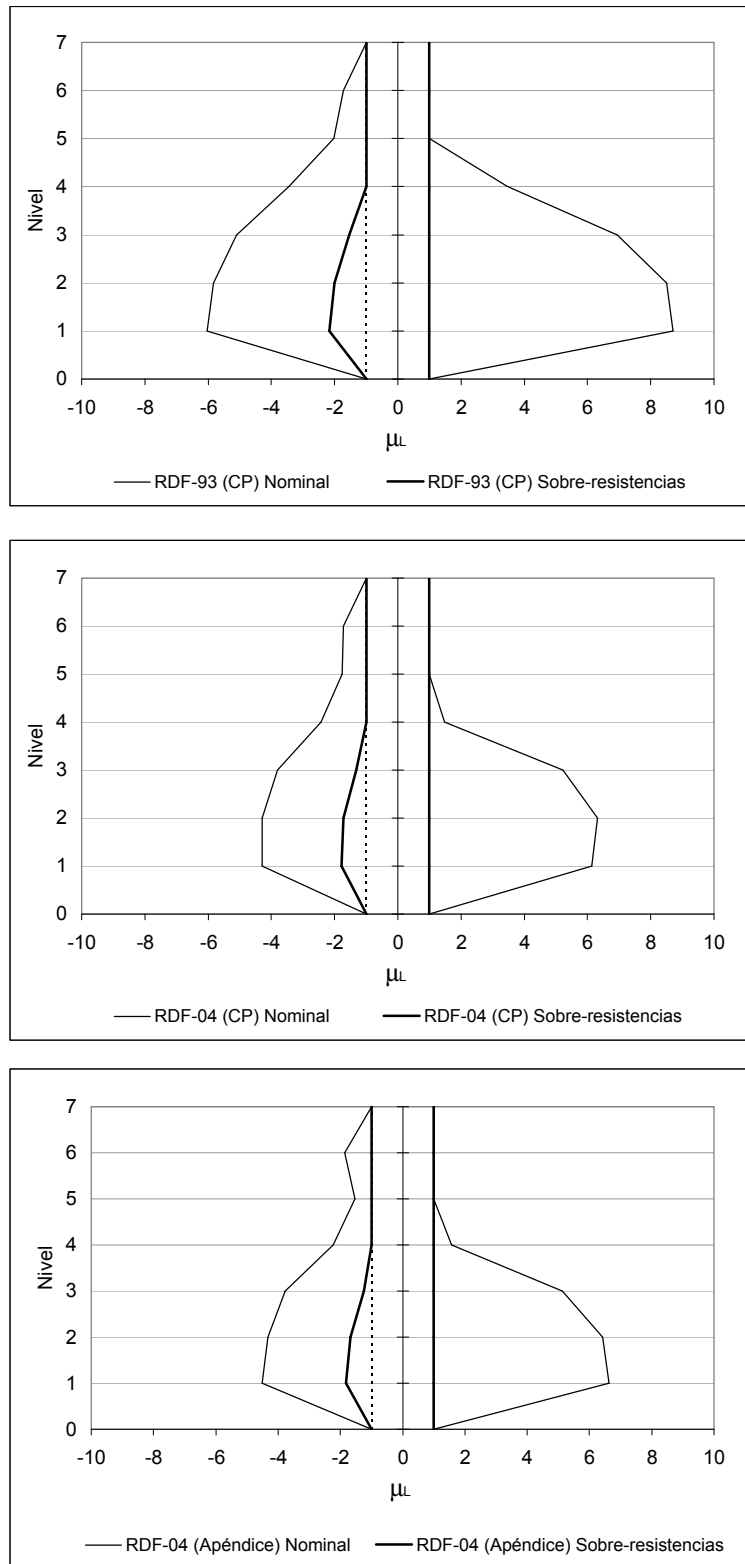 7
6
5
4
3
2
1
0
Nivel
-10 -8 -6 -4 -2 0 2 4 6 8 10
μL
RDF-93 (CP) Nominal RDF-93 (CP) Sobre-resistencias
7
6
5
4
3
2
1
0
Nivel
-10 -8 -6 -4 -2 0 2 4 6 8 10
μL
RDF-04 (CP) Nominal RDF-04 (CP) Sobre-resistencias
7
6
5
4
3
2
1
0
Nivel
-10 -8 -6 -4 -2 0 2 4 6 8 10
μL
RDF-04 (Apéndice) Nominal RDF-04 (Apéndice) Sobre-resistencias